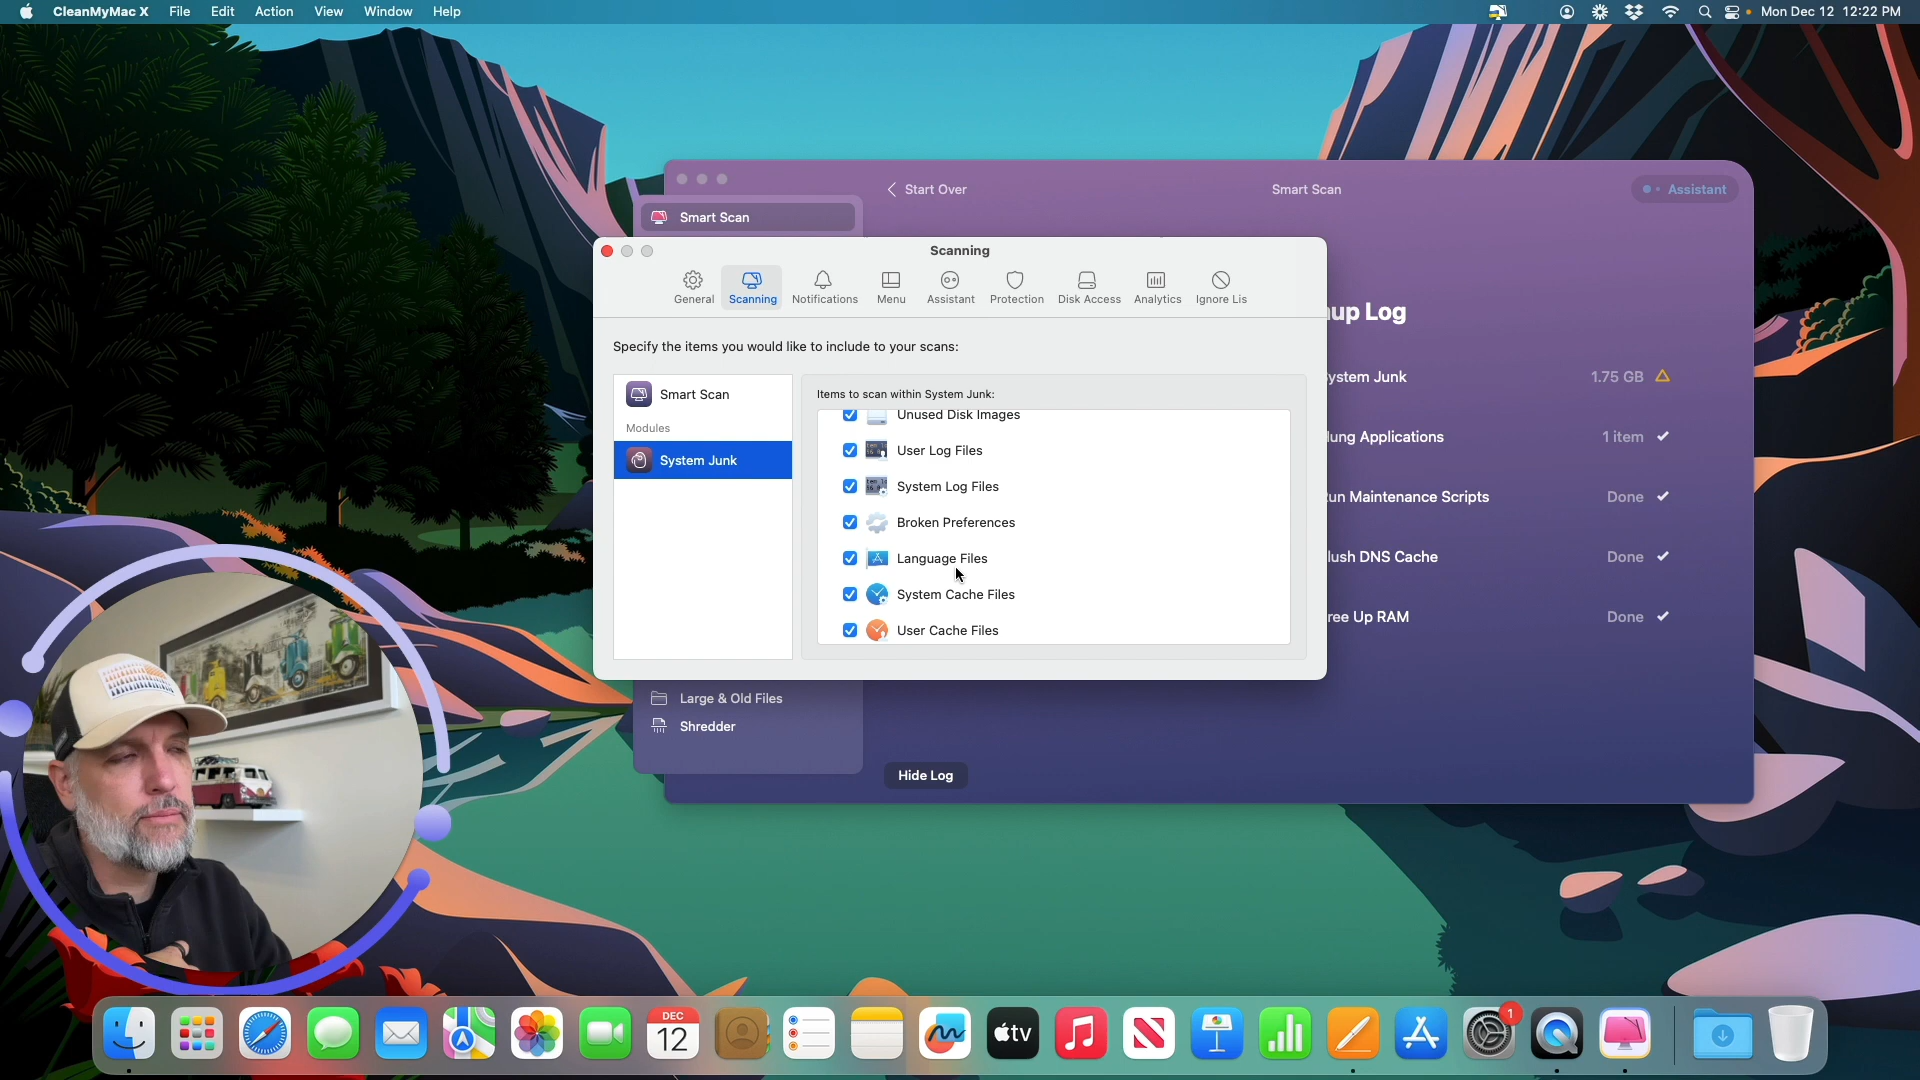 CleanMyMac X File Edit Action View Window Help
Mon Dec 12 12:22 PM
Start Over
Smart Scan
Assistant
Smart Scan
Scanning
General
Scanning
Notifications
Menu
Assistant
Protection
Disk Access
Analytics
Ignore Lis
Specify the items you would like to include to your scans:
Smart Scan
Modules
System Junk
Items to scan within System Junk:
Unused Disk Images
User Log Files
System Log Files
Broken Preferences
Language Files
System Cache Files
User Cache Files
up Log
ystem Junk 1.75 GB
ung Applications 1 item
un Maintenance Scripts Done
lush DNS Cache Done
ree Up RAM Done
Large & Old Files
Shredder
Hide Log
DEC
12
tv
1